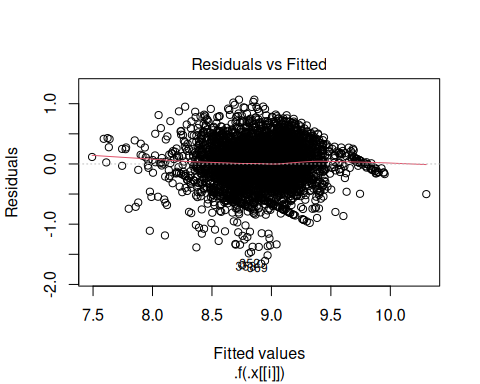 Residuals vs Fitted
Residuals
1.0
0.0
-1.0
-2.0
7.5 8.0 8.5 9.0 9.5 10.0
Fitted values
.f(.x[[i]])